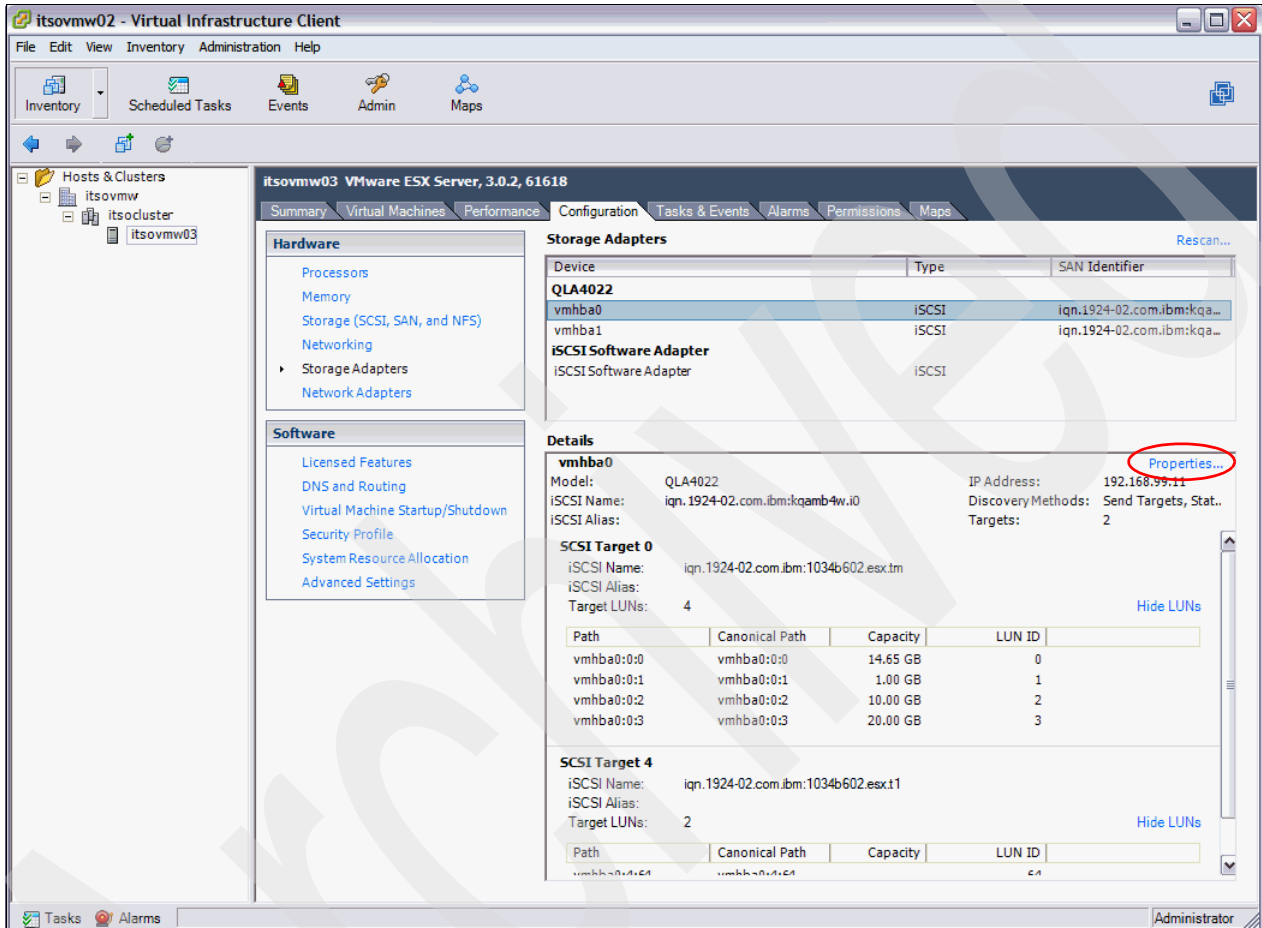 itsovmw02 - Virtual Infrastructure Client
File Edit View Inventory Administration Help
Inventory Scheduled Tasks Events Admin Maps
Hosts & Clusters
itsovmw
itsocluster
itsovmw03
itsovmw03 VMware ESX Server, 3.0.2, 61618
Summary Virtual Machines Performance Configuration Tasks & Events Alarms Permissions Maps
Hardware
Processors
Memory
Storage (SCSI, SAN, and NFS)
Networking
Storage Adapters
Network Adapters
Software
Licensed Features
DNS and Routing
Virtual Machine Startup/Shutdown
Security Profile
System Resource Allocation
Advanced Settings
Storage Adapters Rescan...
Device Type SAN Identifier
QLA4022
vmhba0 iSCSI iqn.1924-02.com.ibm:kqa...
vmhba1 iSCSI iqn.1924-02.com.ibm:kqa...
iSCSI Software Adapter
iSCSI Software Adapter iSCSI
Details
vmhba0 Properties...
Model: QLA4022 IP Address: 192.168.99.11
iSCSI Name: iqn.1924-02.com.ibm:kqamb4w.i0 Discovery Methods: Send Targets, Stat..
iSCSI Alias: Targets: 2
SCSI Target 0
iSCSI Name: iqn.1924-02.com.ibm:1034b602.esx.tm
iSCSI Alias:
Target LUNs: 4 Hide LUNs
Path Canonical Path Capacity LUN ID
vmhba0:0:0 vmhba0:0:0 14.65 GB 0
vmhba0:0:1 vmhba0:0:1 1.00 GB 1
vmhba0:0:2 vmhba0:0:2 10.00 GB 2
vmhba0:0:3 vmhba0:0:3 20.00 GB 3
SCSI Target 4
iSCSI Name: iqn.1924-02.com.ibm:1034b602.esx.t1
iSCSI Alias:
Target LUNs: 2 Hide LUNs
Path Canonical Path Capacity LUN ID
vmhba0:4:64 vmhba0:4:64 64
Tasks Alarms Administrator